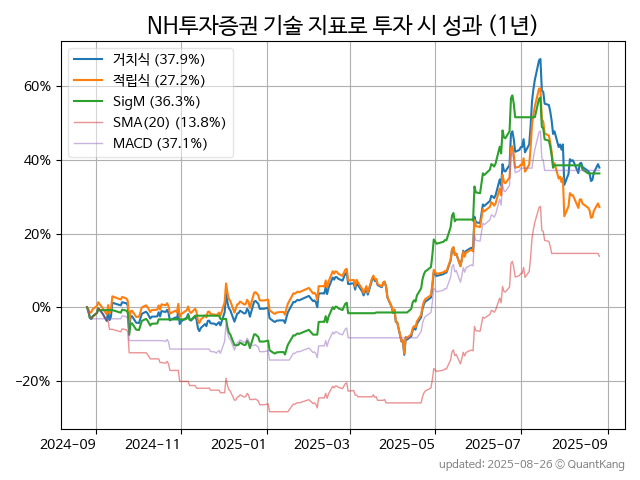 NH투자증권 기술 지표로 투자 시 성과 (1년)
거치식 (37.9%)
적립식 (27.2%)
SigM (36.3%)
SMA(20) (13.8%)
MACD (37.1%)
60%
40%
20%
0%
−20%
2024-09 2024-11 2025-01 2025-03 2025-05 2025-07 2025-09
updated: 2025-08-26 © QuantKang